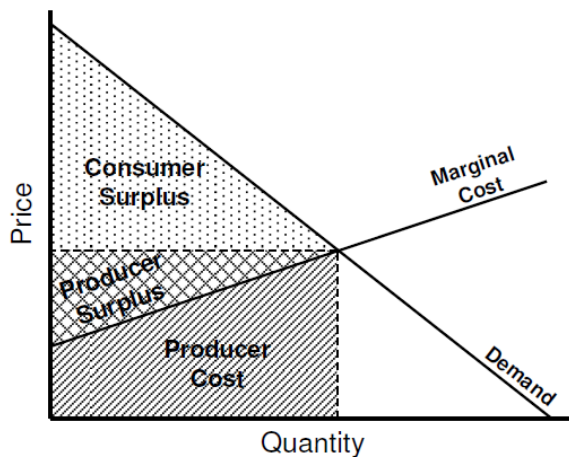 Consumer
Surplus
Marginal
Cost
Price
Producer
Surplus
Producer
Cost
Demand
Quantity